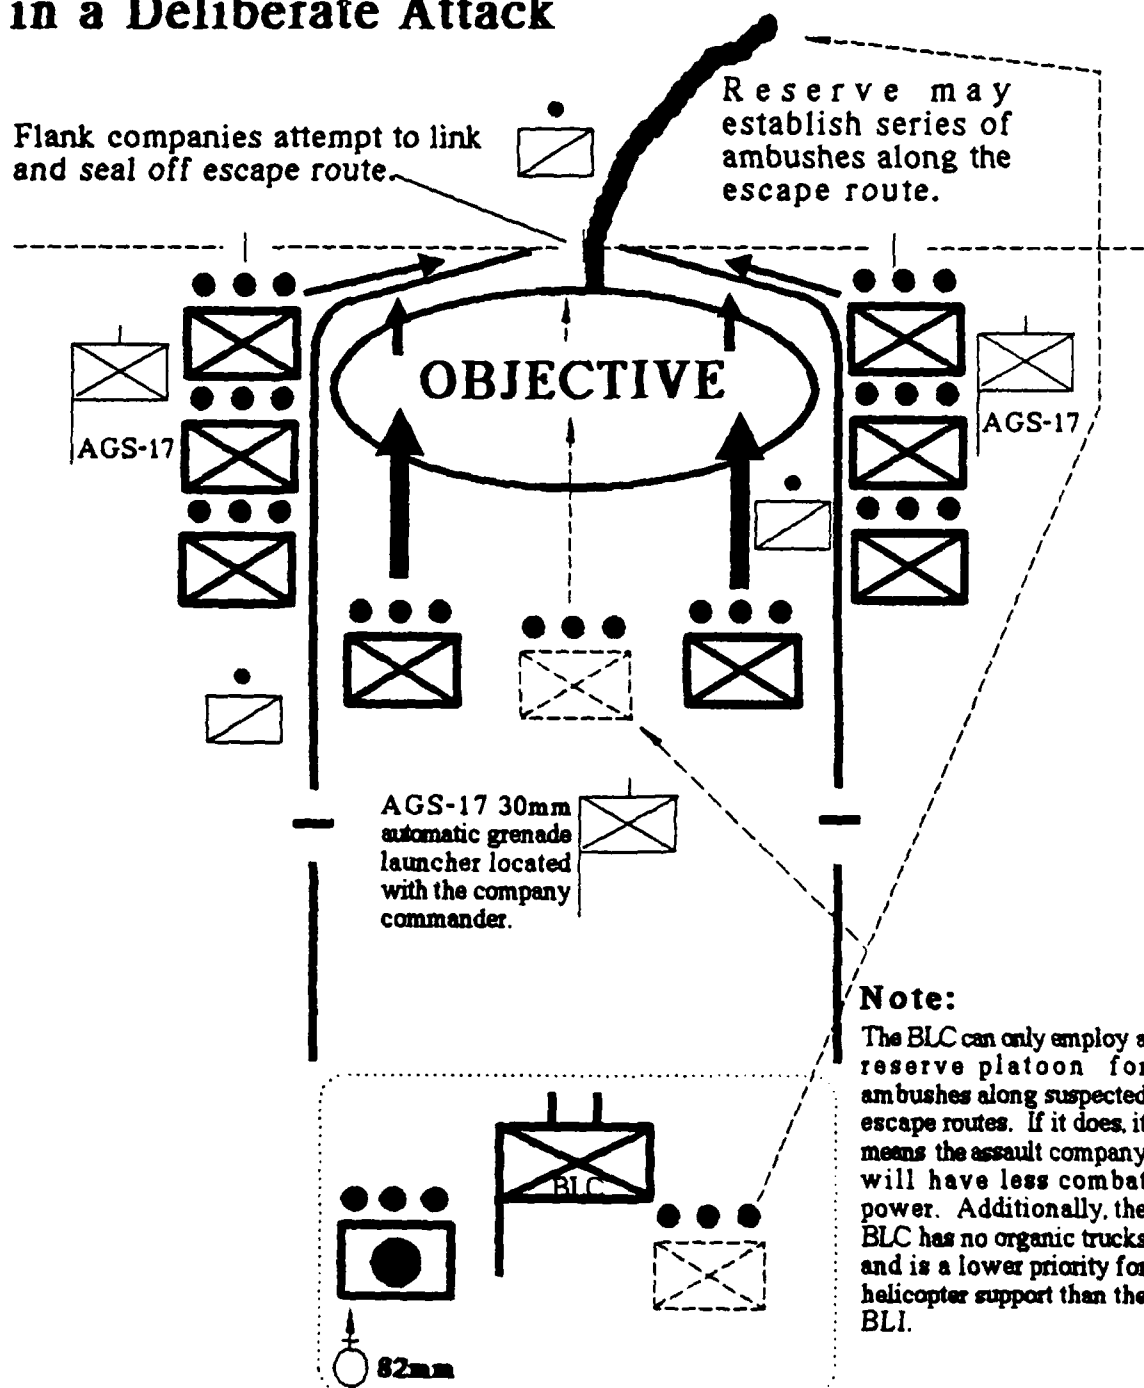 in a Deliberate Attack
Flank companies attempt to link
and seal off escape route.
Reserve may
establish series of
ambushes along the
escape route.
OBJECTIVE
AGS-17
AGS-17
AGS-17 30mm
automatic grenade
launcher located
with the company
commander.
Note:
The BLC can only employ a
reserve platoon for
ambushes along suspected
escape routes. If it does, it
means the assault company
will have less combat
power. Additionally, the
BLC has no organic trucks
and is a lower priority for
helicopter support than the
BLI.
BLC
82mm